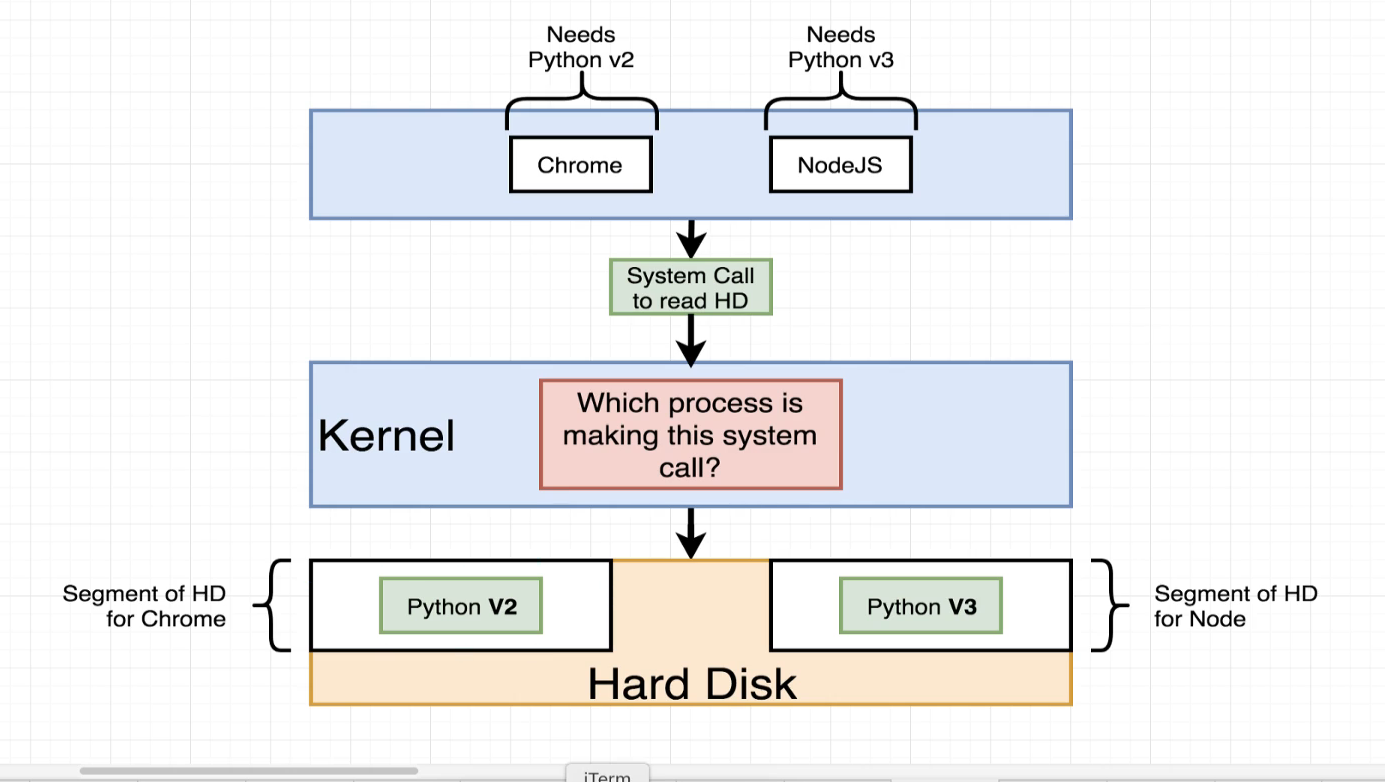 Needs
Python v2
Needs
Python v3
Chrome
NodeJS
System Call
to read HD
Kernel
Which process is
making this system
call?
Segment of HD
for Chrome
Python V2
Python V3
Segment of HD
for Node
Hard Disk
iTerm